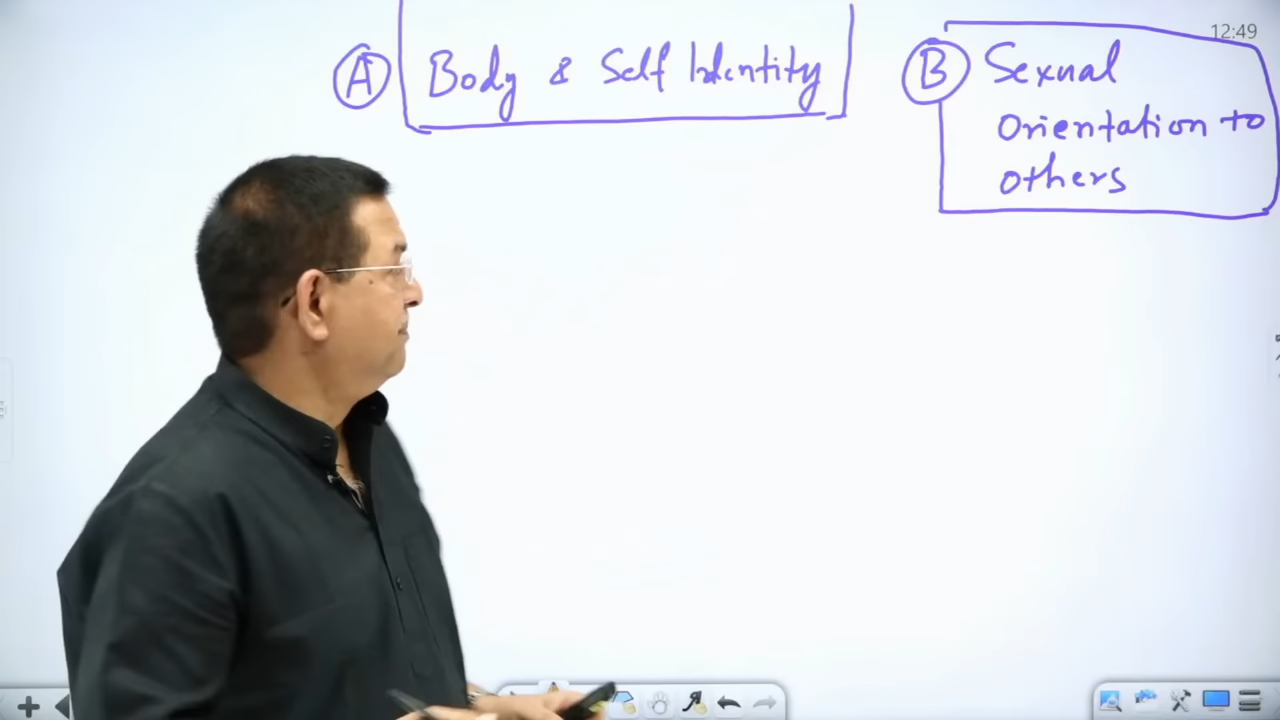 12:49
A Body & Self Identity
B Sexual
Orientation to
others